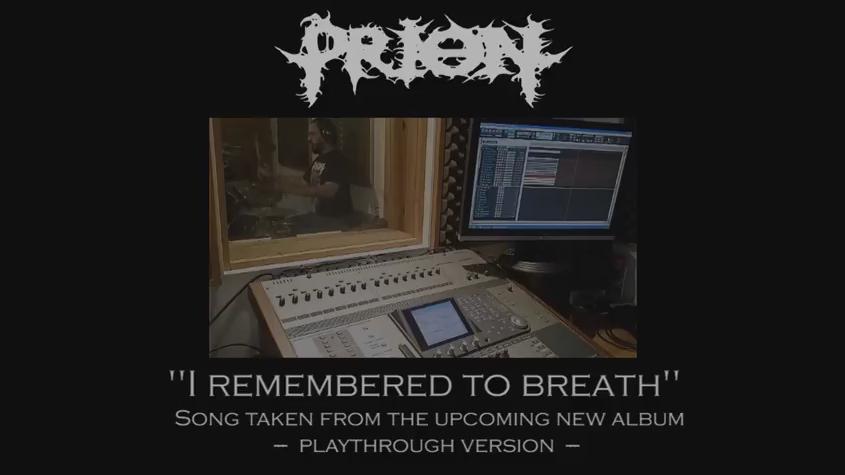 PRION
"I REMEMBERED TO BREATH"
SONG TAKEN FROM THE UPCOMING NEW ALBUM
– PLAYTHROUGH VERSION –